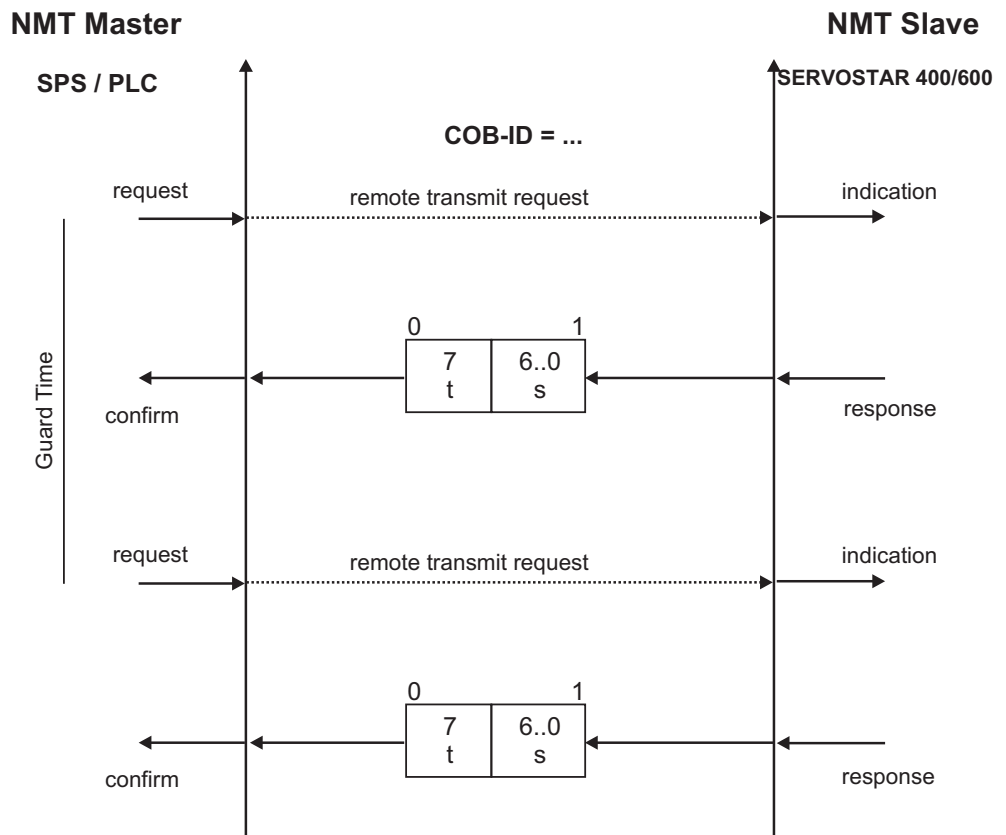 NMT Master
NMT Slave
SPS / PLC
SERVOSTAR 400/600
COB-ID = ...
request
remote transmit request
indication
0 1
7 6..0
t s
confirm
response
Guard Time
request
remote transmit request
indication
0 1
7 6..0
t s
confirm
response